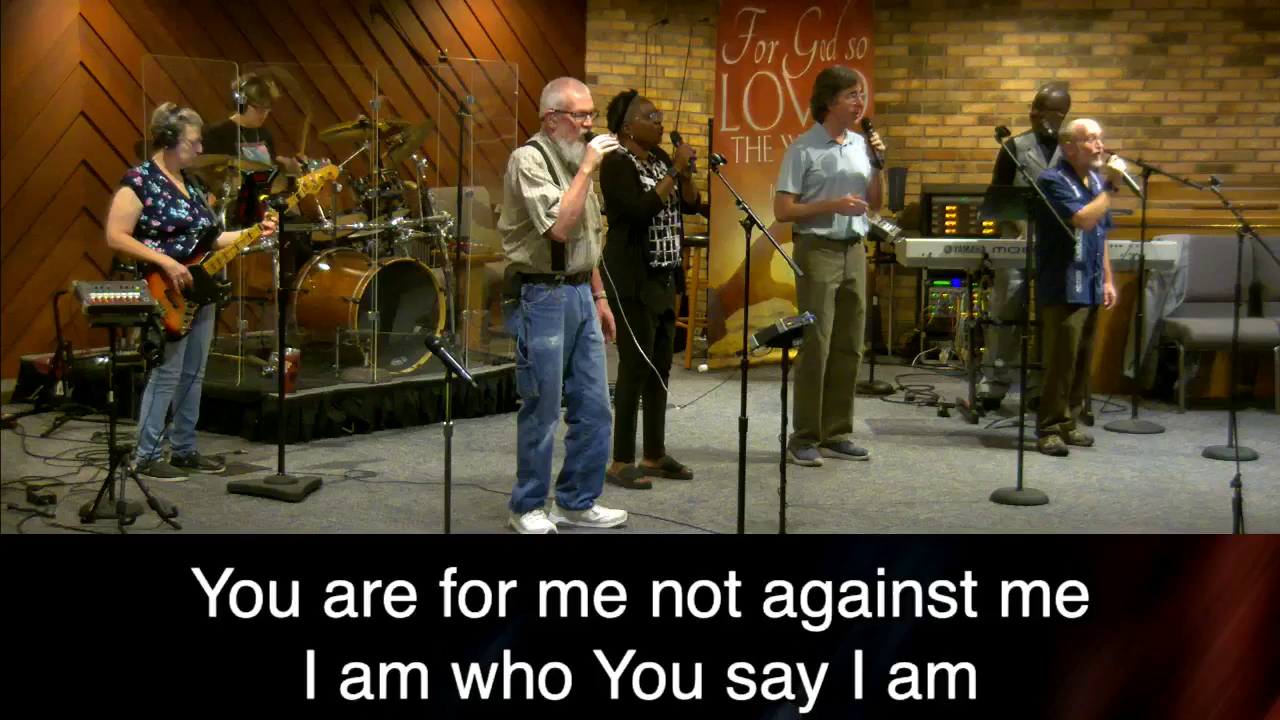 For God so
LOV
THE W
YAMAHA
You are for me not against me
I am who You say I am